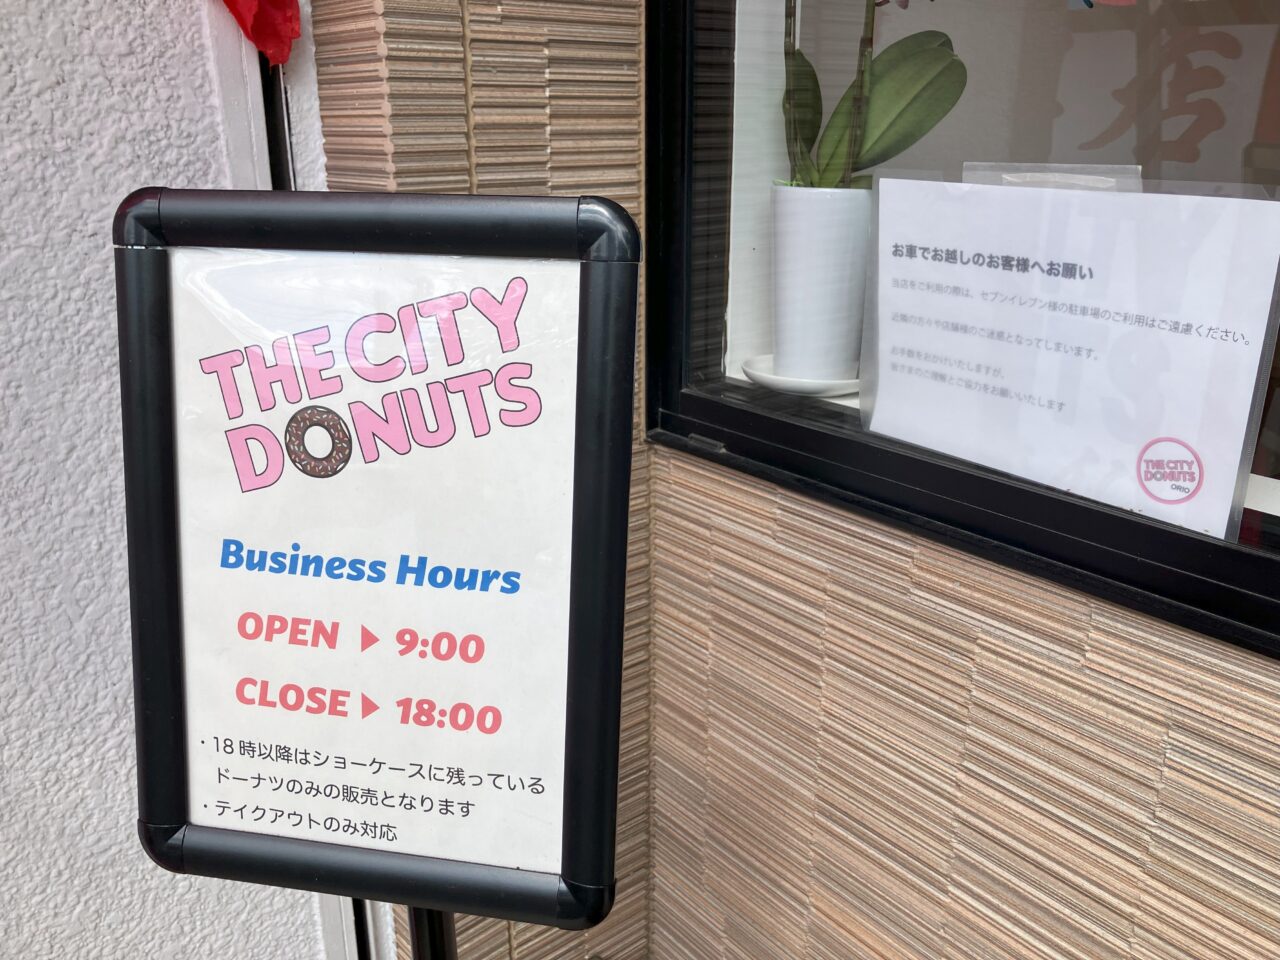 THE CITY
DONUTS
Business Hours
OPEN ▶ 9:00
CLOSE ▶ 18:00
・18時以降はショーケースに残っている
ドーナツのみの販売となります
・テイクアウトのみ対応
店
お車でお越しのお客様へお願い
当店をご利用の際は、セブンイレブン様の駐車場のご利用はご遠慮ください。
近隣の方々や店舗様のご迷惑となってしまいます。
お手数をおかけいたしますが、
皆さまのご理解とご協力をお願いいたします
THE CITY
DONUTS
ORIO